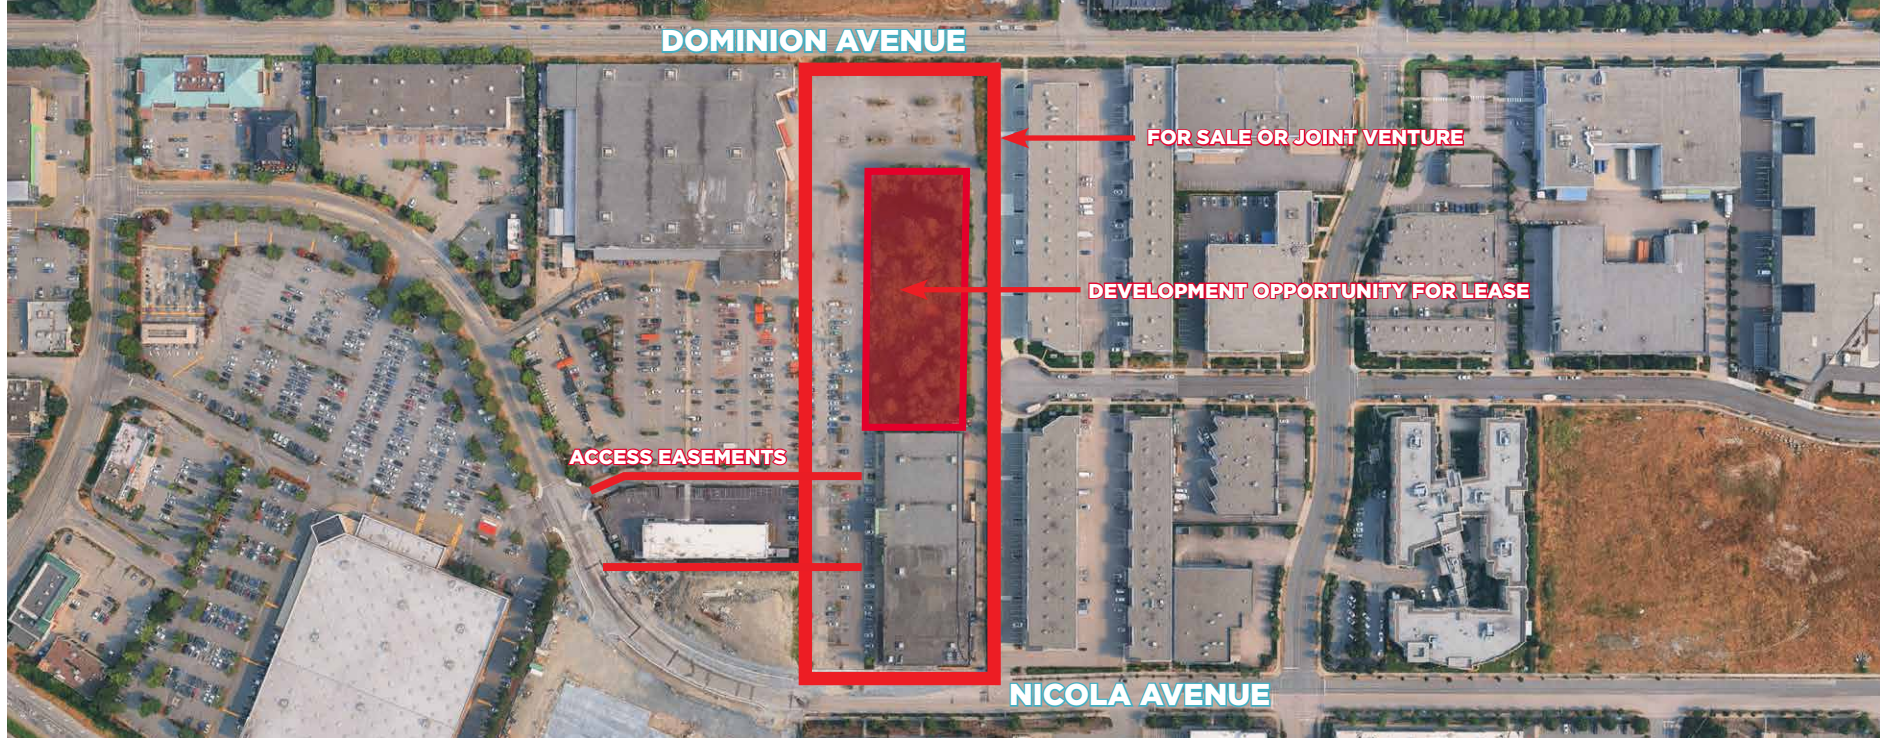 DOMINION AVENUE
FOR SALE OR JOINT VENTURE
DEVELOPMENT OPPORTUNITY FOR LEASE
ACCESS EASEMENTS
NICOLA AVENUE